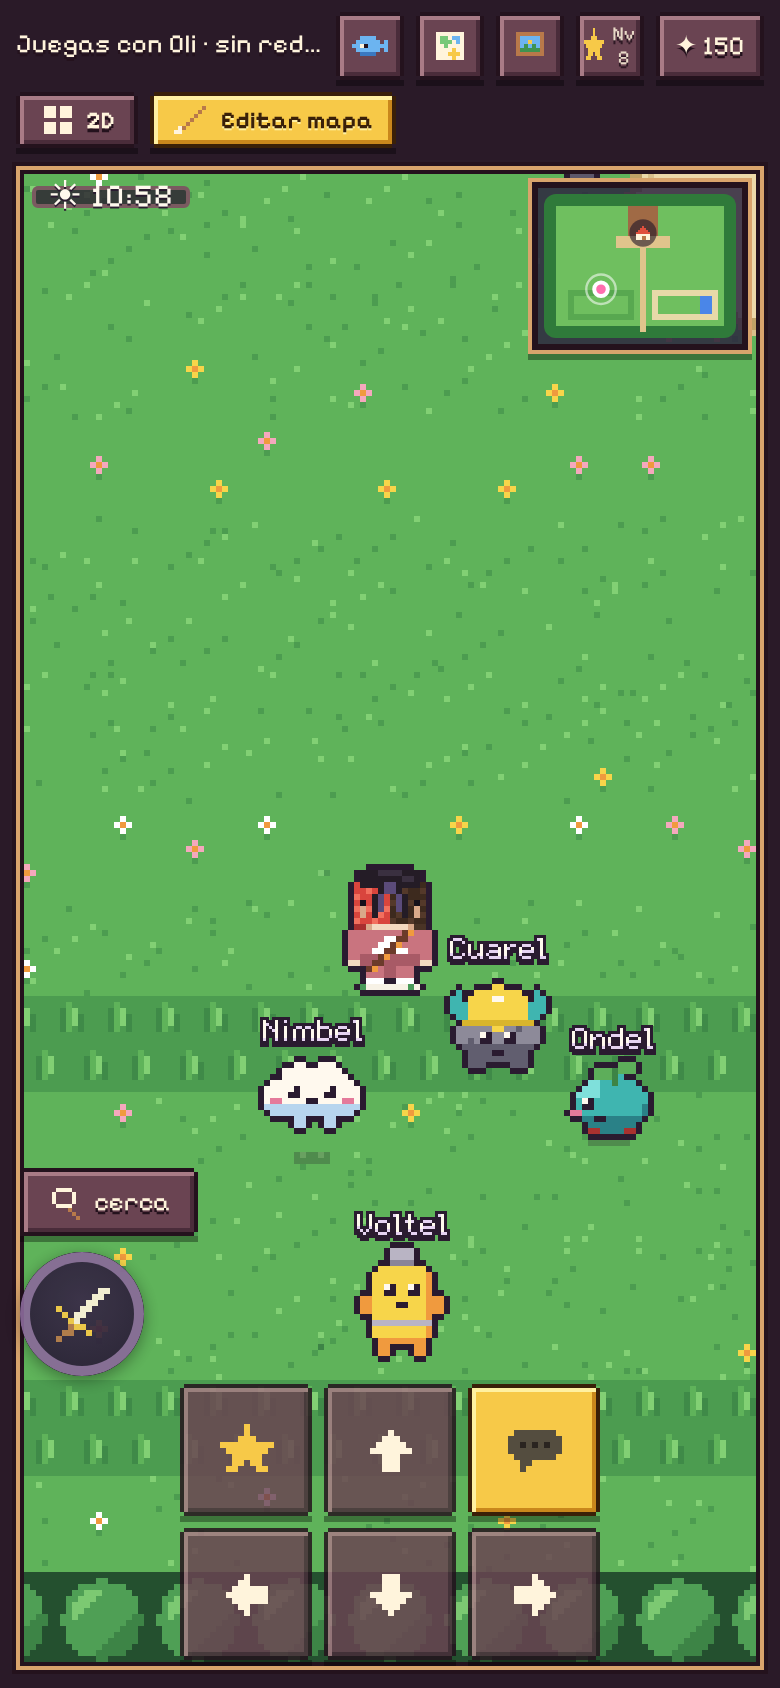 Juegas con Oli · sin red...
Nv
8
150
2D
Editar mapa
10:58
Cuarel
Nimbel
Ondel
cerca
Voltel